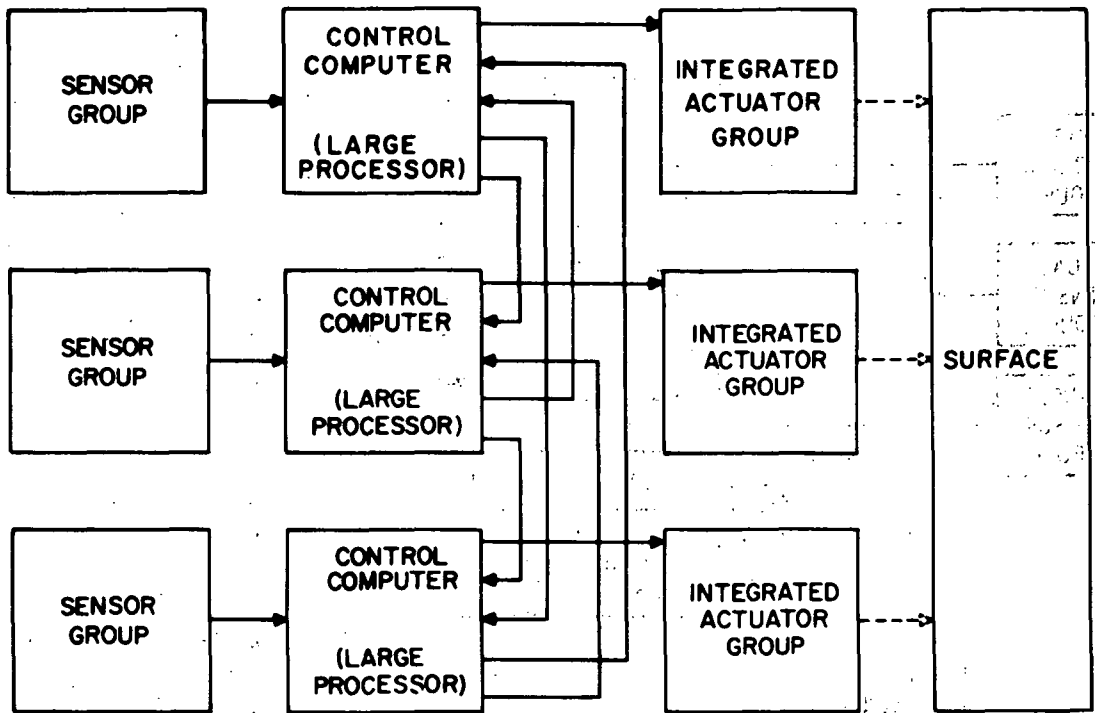 SENSOR
GROUP
CONTROL
COMPUTER
(LARGE
PROCESSOR)
INTEGRATED
ACTUATOR
GROUP
SENSOR
GROUP
CONTROL
COMPUTER
(LARGE
PROCESSOR)
INTEGRATED
ACTUATOR
GROUP
SURFACE
SENSOR
GROUP
CONTROL
COMPUTER
(LARGE
PROCESSOR)
INTEGRATED
ACTUATOR
GROUP